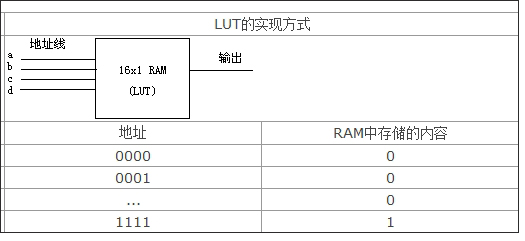 LUT的实现方式
地址线
a
b
c
d
16x1 RAM
(LUT)
输出
地址 RAM中存储的内容
0000 0
0001 0
... 0
1111 1